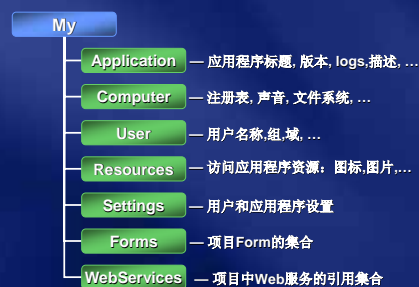 My
Application — 应用程序标题, 版本, logs,描述, ...
Computer — 注册表, 声音, 文件系统, ...
User — 用户名称,组,域, ...
Resources — 访问应用程序资源：图标,图片,...
Settings — 用户和应用程序设置
Forms — 项目Form的集合
WebServices — 项目中Web服务的引用集合